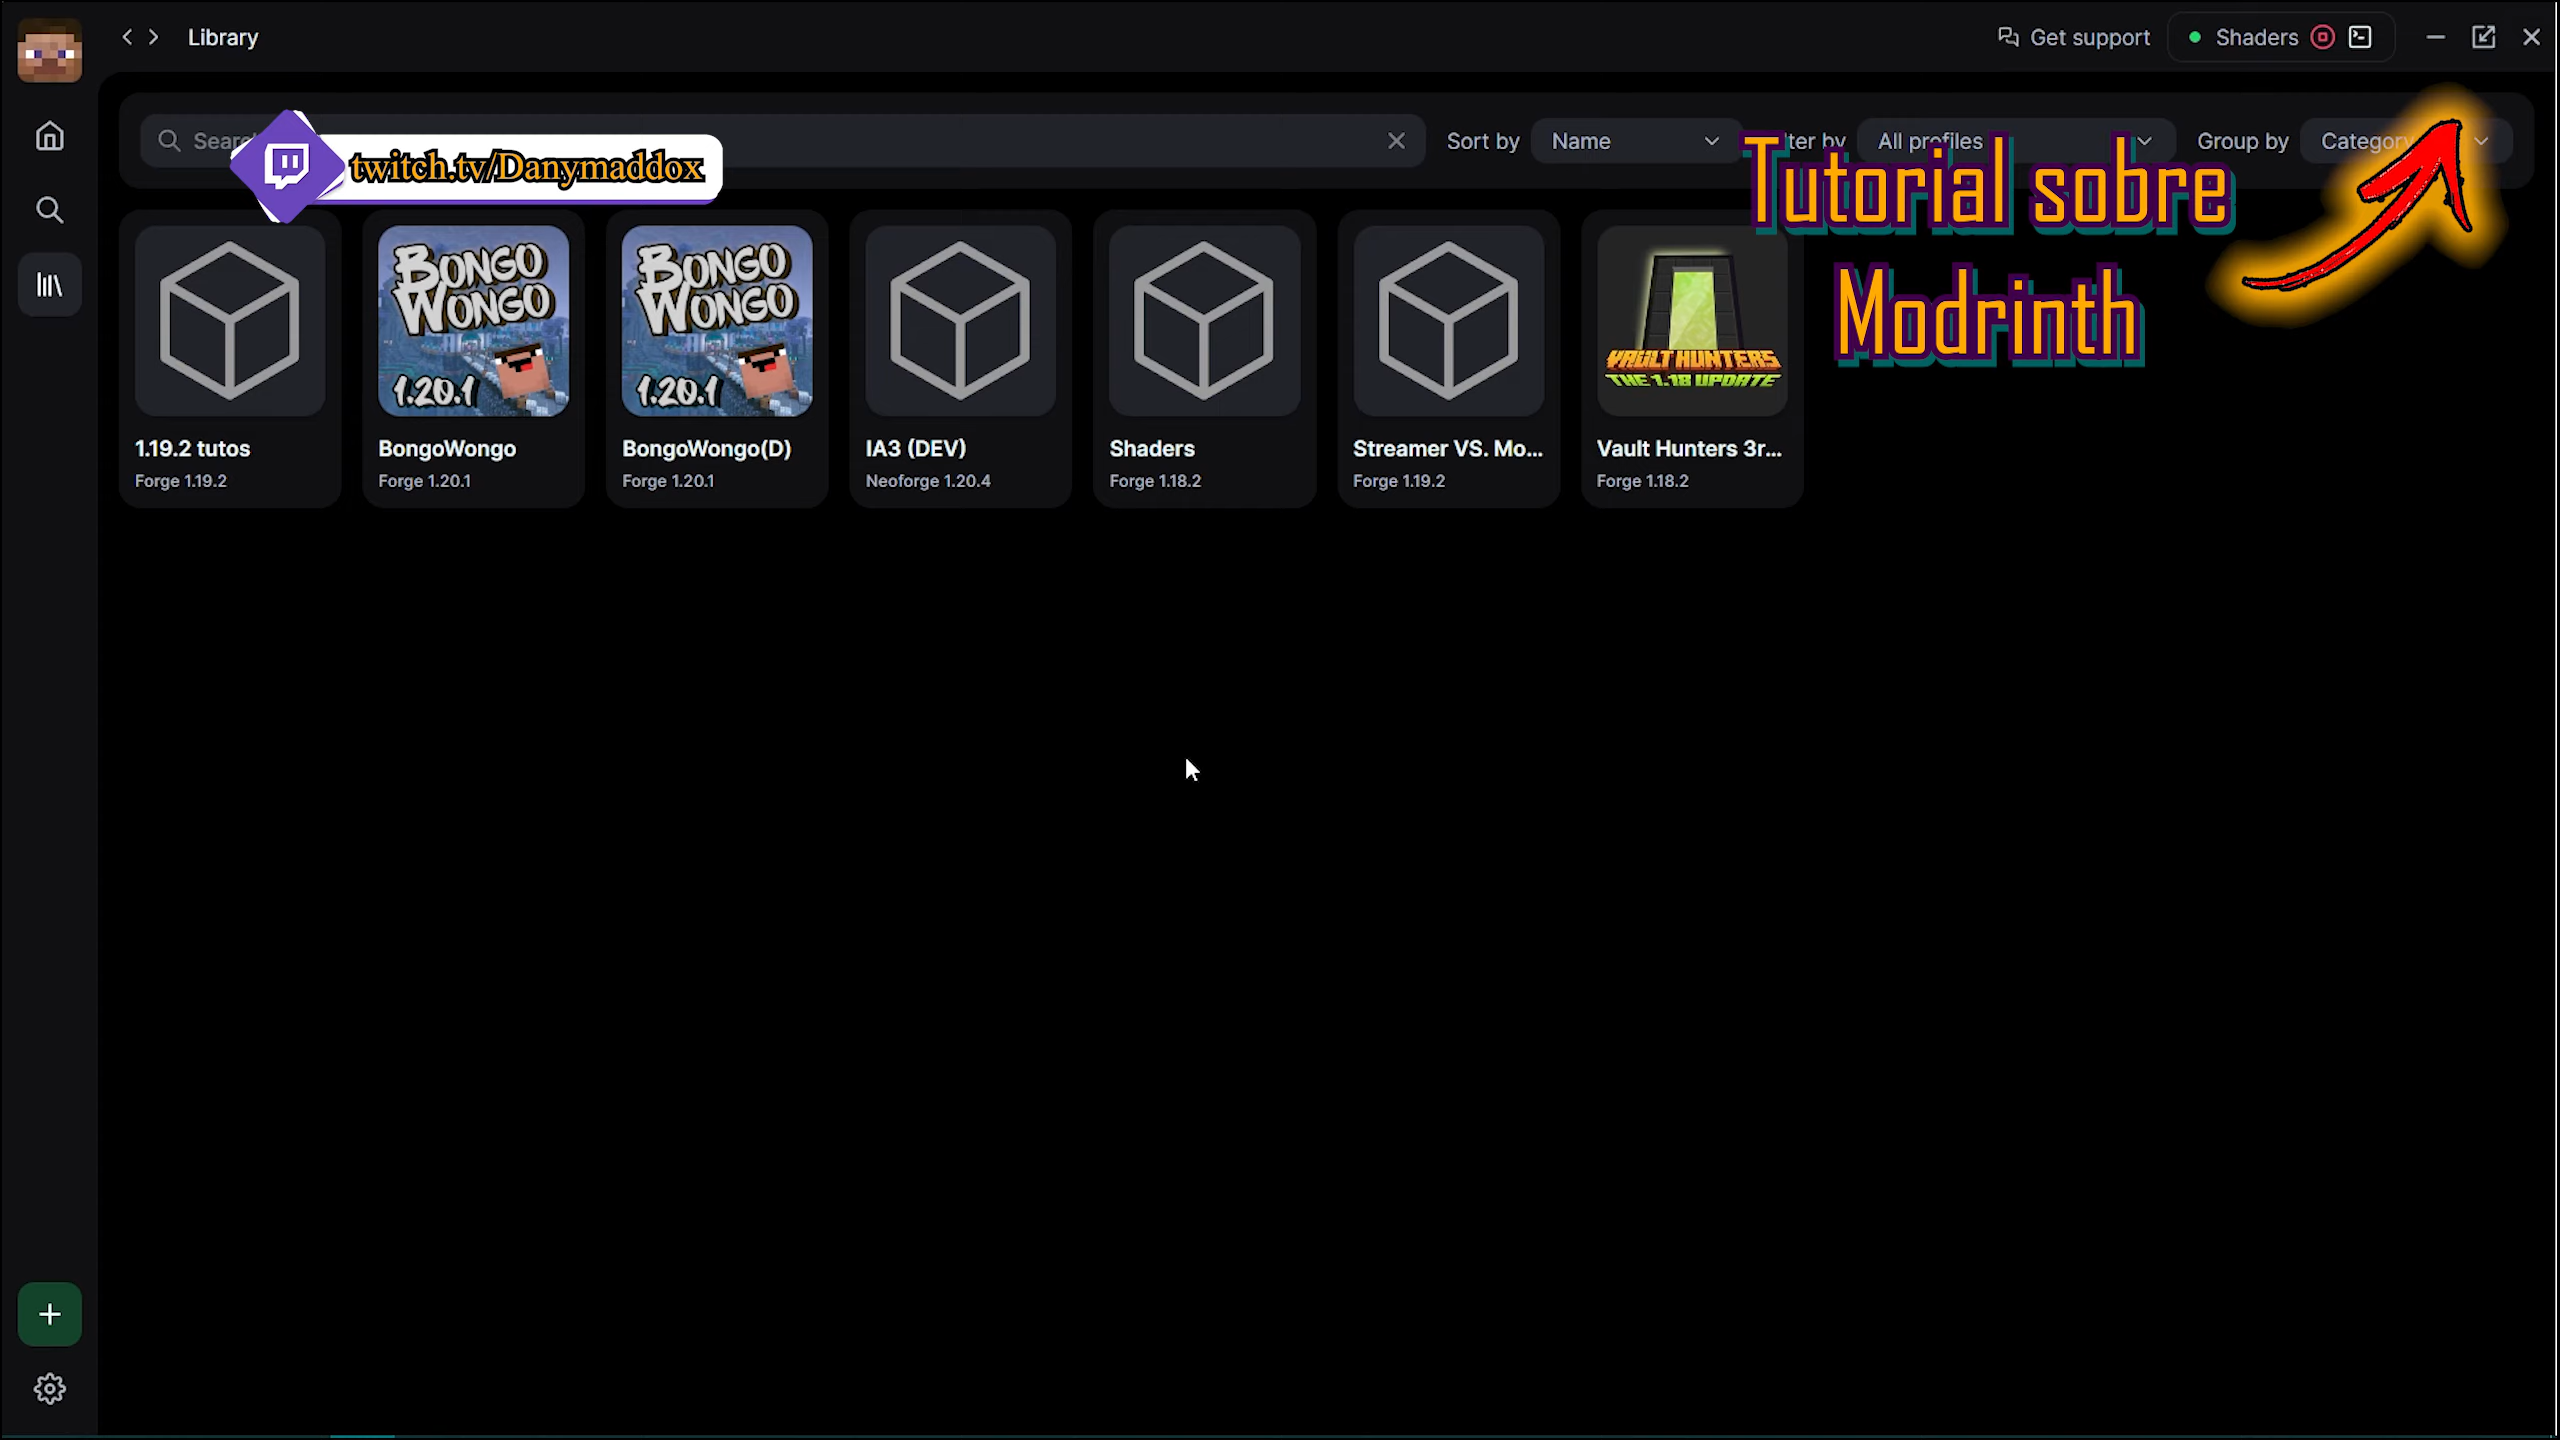 Library
Get support
Shaders
Sear
twitch.tv/Danymaddox
Sort by
Name
ter by
All profiles
Group by
Category
Tutorial sobre
Modrinth
BONGO
WONGO
1.20.1
BONGO
WONGO
1.20.1
VAULT HUNTERS
THE 1.18 UPDATE
1.19.2 tutos
Forge 1.19.2
BongoWongo
Forge 1.20.1
BongoWongo(D)
Forge 1.20.1
IA3 (DEV)
Neoforge 1.20.4
Shaders
Forge 1.18.2
Streamer VS. Mo...
Forge 1.19.2
Vault Hunters 3r...
Forge 1.18.2